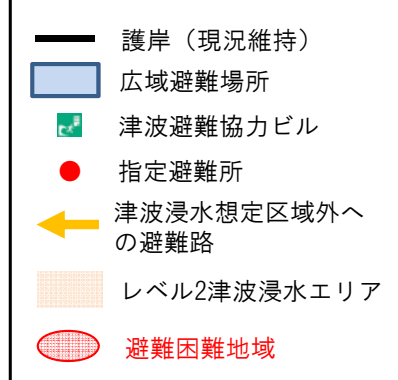 護岸（現況維持）
広域避難場所
津波避難協力ビル
指定避難所
津波浸水想定区域外へ
の避難路
レベル2津波浸水エリア
避難困難地域